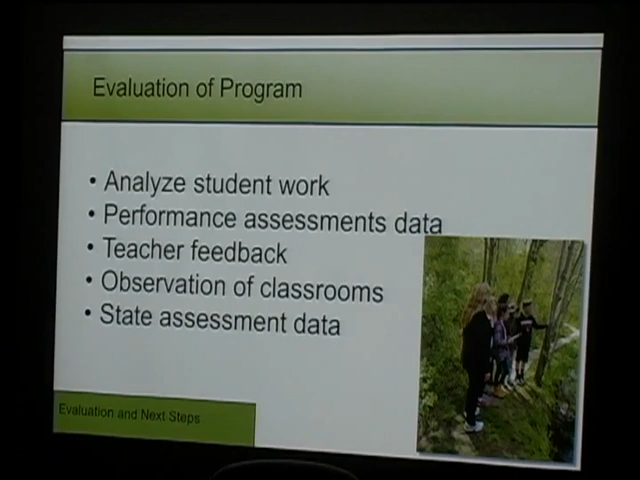 Evaluation of Program
• Analyze student work
• Performance assessments data
• Teacher feedback
• Observation of classrooms
• State assessment data
Evaluation and Next Steps